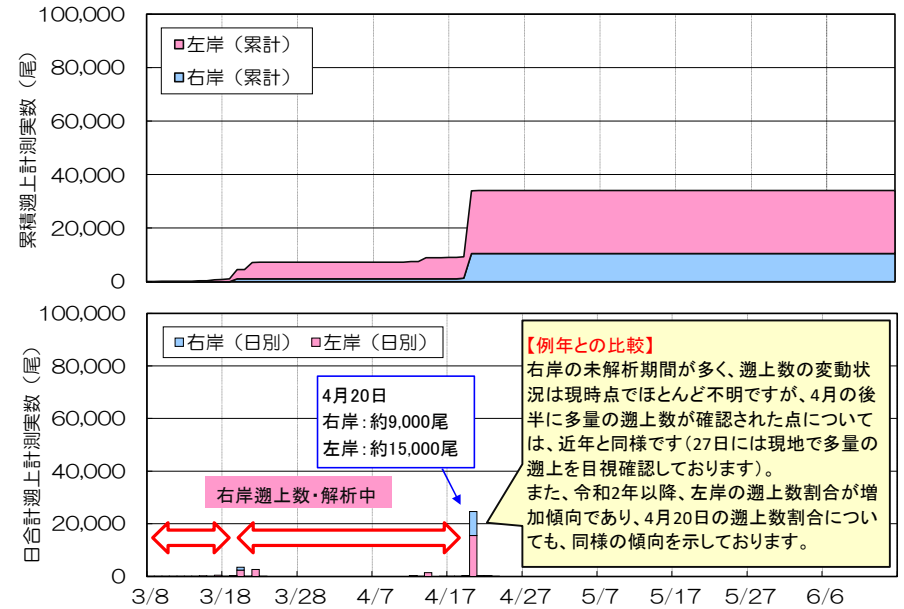 累積遡上計測実数（尾）
100,000
80,000
60,000
40,000
20,000
0
左岸（累計）
右岸（累計）
日合計遡上計測実数（尾）
100,000
80,000
60,000
40,000
20,000
0
右岸（日別） 左岸（日別）
4月20日
右岸：約9,000尾
左岸：約15,000尾
右岸遡上数・解析中
【例年との比較】
右岸の未解析期間が多く、遡上数の変動状
況は現時点でほとんど不明ですが、4月の後
半に多量の遡上数が確認された点について
は、近年と同様です（27日には現地で多量の
遡上を目視確認しております）。
また、令和2年以降、左岸の遡上数割合が増
加傾向であり、4月20日の遡上数割合につい
ても、同様の傾向を示しております。
3/8 3/18 3/28 4/7 4/17 4/27 5/7 5/17 5/27 6/6